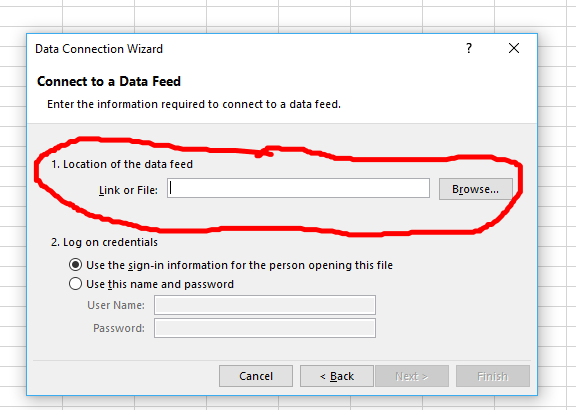 Data Connection Wizard ?
Connect to a Data Feed
Enter the information required to connect to a data feed.
1. Location of the data feed
Link or File: Browse...
2. Log on credentials
Use the sign-in information for the person opening this file
Use this name and password
User Name:
Password:
Cancel < Back Next > Finish